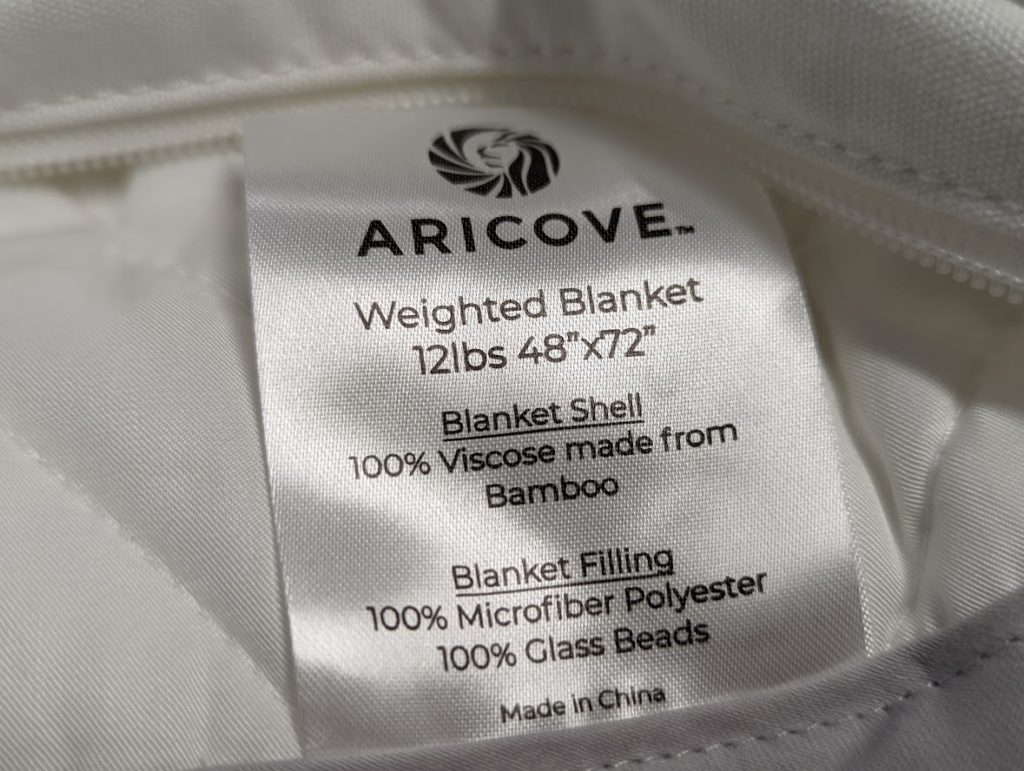 ARICOVE™
Weighted Blanket
12lbs 48"x72"
Blanket Shell
100% Viscose made from
Bamboo
Blanket Filling
100% Microfiber Polyester
100% Glass Beads
Made in China